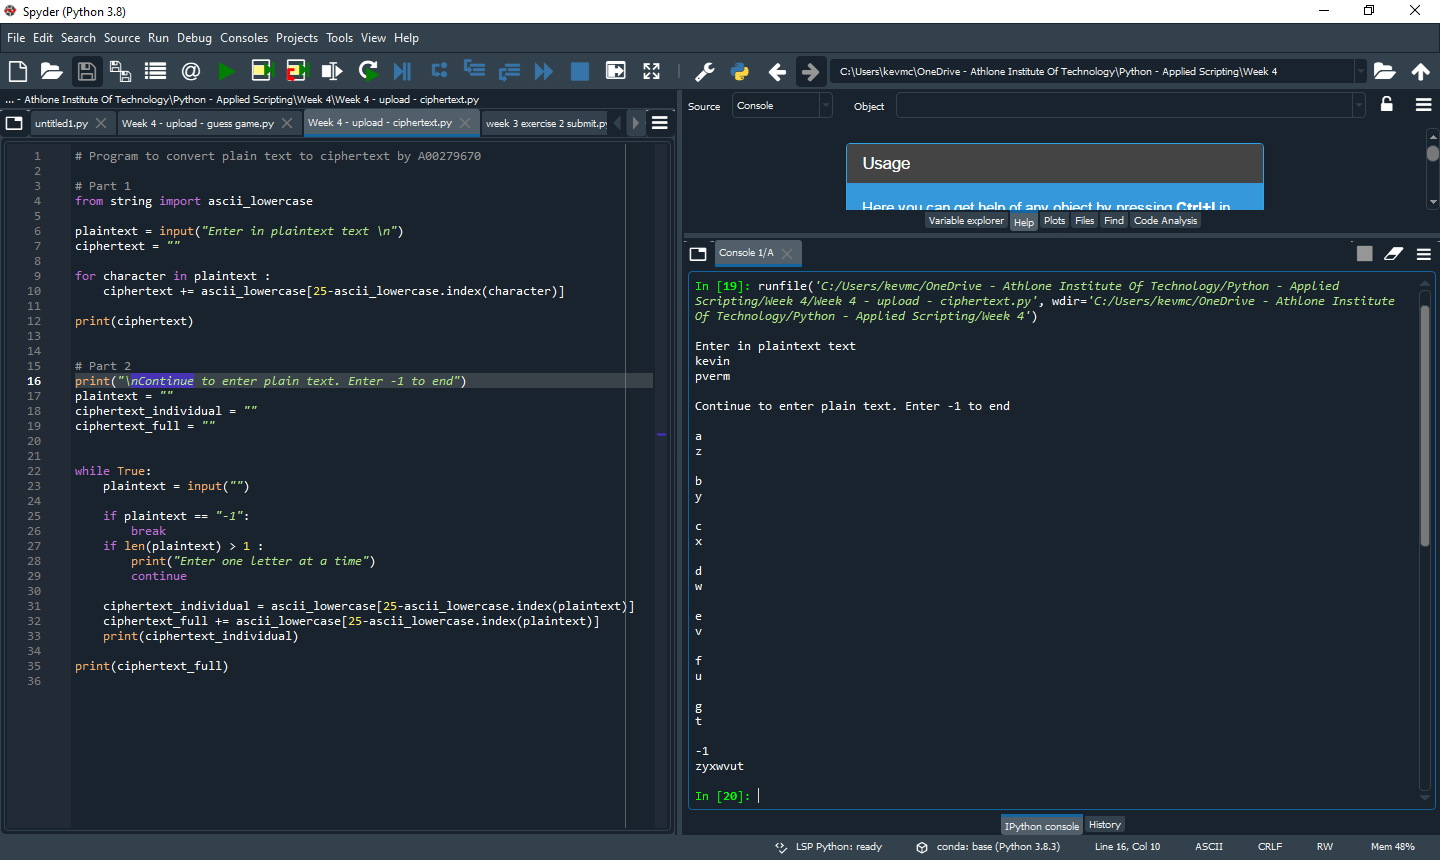 Spyder (Python 3.8)
File Edit Search Source Run Debug Consoles Projects Tools View Help
C:\Users\kevmc\OneDrive - Athlone Institute Of Technology\Python - Applied Scripting\Week 4
... - Athlone Institute Of Technology\Python - Applied Scripting\Week 4\Week 4 - upload - ciphertext.py
untitled1.py Week 4 - upload - guess game.py Week 4 - upload - ciphertext.py week 3 exercise 2 submit.py
1 # Program to convert plain text to ciphertext by A00279670
2
3 # Part 1
4 from string import ascii_lowercase
5
6 plaintext = input("Enter in plaintext text \n")
7 ciphertext = ""
8
9 for character in plaintext :
10 ciphertext += ascii_lowercase[25-ascii_lowercase.index(character)]
11
12 print(ciphertext)
13
14
15 # Part 2
16 print("\nContinue to enter plain text. Enter -1 to end")
17 plaintext = ""
18 ciphertext_individual = ""
19 ciphertext_full = ""
20
21
22 while True:
23 plaintext = input("")
24
25 if plaintext == "-1":
26 break
27 if len(plaintext) > 1 :
28 print("Enter one letter at a time")
29 continue
30
31 ciphertext_individual = ascii_lowercase[25-ascii_lowercase.index(plaintext)]
32 ciphertext_full += ascii_lowercase[25-ascii_lowercase.index(plaintext)]
33 print(ciphertext_individual)
34
35 print(ciphertext_full)
36
Source Console Object
Usage
Here you can get help of any object by pressing Ctrl+I in
Variable explorer Help Plots Files Find Code Analysis
Console 1/A
In [19]: runfile('C:/Users/kevmc/OneDrive - Athlone Institute Of Technology/Python - Applied
Scripting/Week 4/Week 4 - upload - ciphertext.py', wdir='C:/Users/kevmc/OneDrive - Athlone Institute
Of Technology/Python - Applied Scripting/Week 4')
Enter in plaintext text
kevin
pverm
Continue to enter plain text. Enter -1 to end
a
z
b
y
c
x
d
w
e
v
f
u
g
t
-1
zyxwvut
In [20]:
IPython console History
LSP Python: ready conda: base (Python 3.8.3) Line 16, Col 10 ASCII CRLF RW Mem 48%